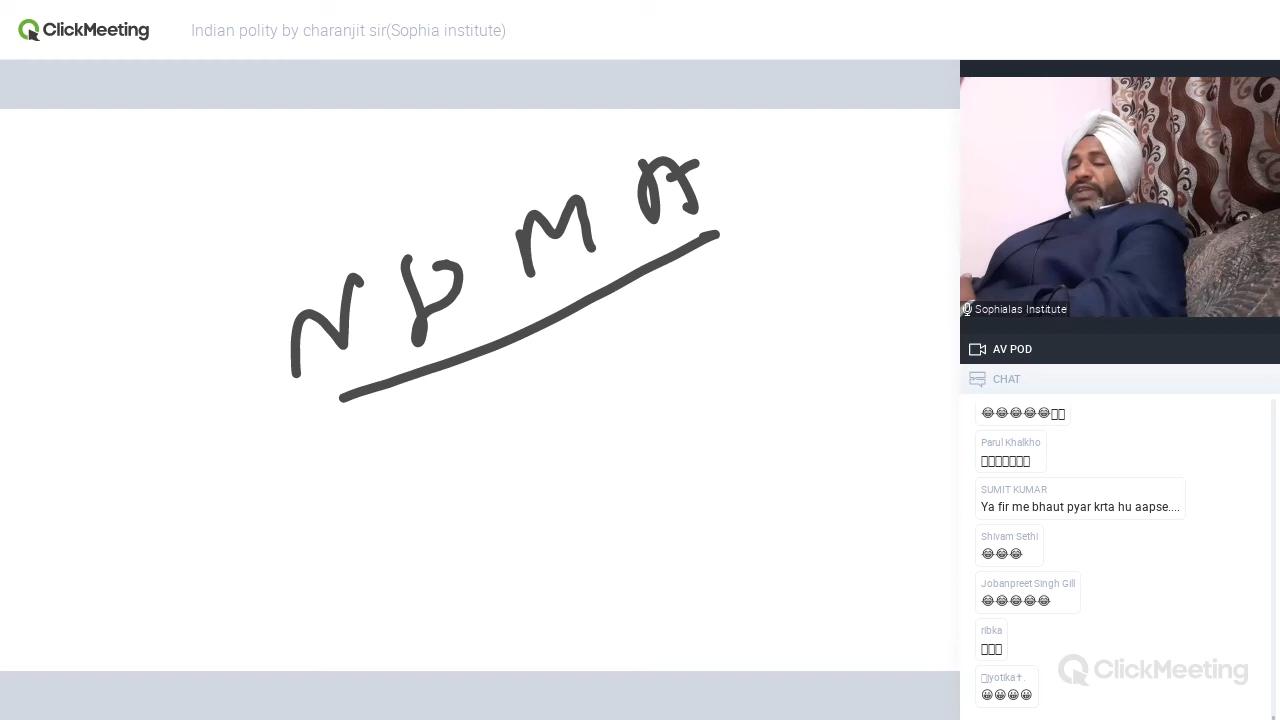 ClickMeeting
Indian polity by charanjit sir(Sophia institute)
N D M A
SophiaIas Institute
AV POD
CHAT
😂😂😂😂😂
Parul Khalkho
SUMIT KUMAR
Ya fir me bhaut pyar krta hu aapse....
Shivam Sethi
😂😂😂
Jobanpreet Singh Gill
😂😂😂😂😂
ribka
ClickMeeting
Jyotika✝.
😀😀😀😀